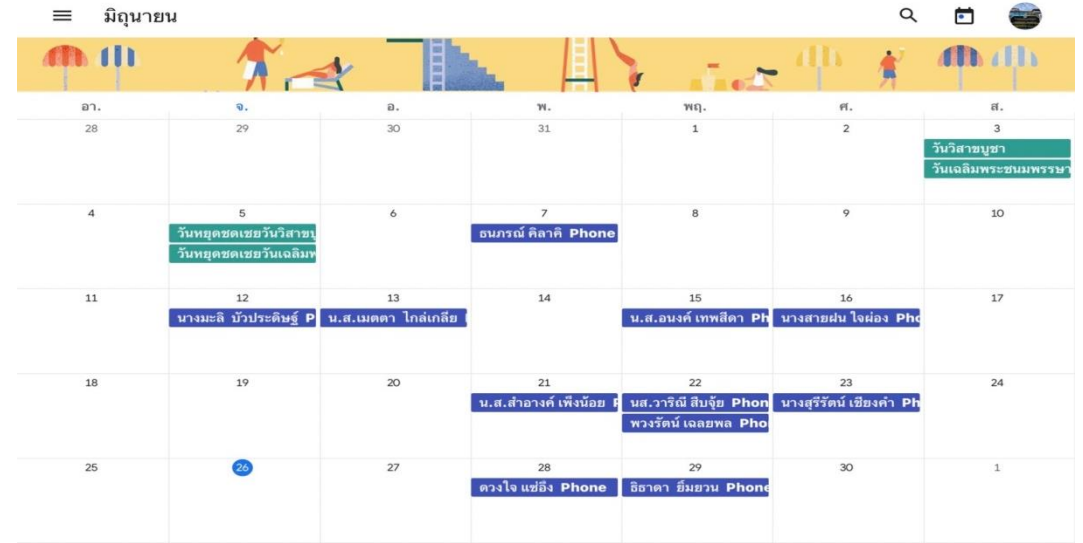 มิถุนายน
อา. จ. อ. พ. พฤ. ศ. ส.
28 29 30 31 1 2 3
วันวิสาขบูชา
วันเฉลิมพระชนมพรรษา
4 5 6 7 8 9 10
วันหยุดชดเชยวันวิสาขบู ธนภรณ์ คิลาคิ Phone
วันหยุดชดเชยวันเฉลิมพ
11 12 13 14 15 16 17
นางมะลิ บัวประดิษฐ์ P น.ส.เมตตา ไกล่เกลี่ย น.ส.อนงค์ เทพสีดา Ph นางสายฝน ใจผ่อง Pho
18 19 20 21 22 23 24
น.ส.สำอางค์ เพ็งน้อย P นส.วาริณี สืบจุ้ย Phon นางสุรีรัตน์ เชียงคำ Ph
พวงรัตน์ เฉลยพล Pho
25 26 27 28 29 30 1
ดวงใจ แซ่อึง Phone ธิธาดา ยิ้มยวน Phone